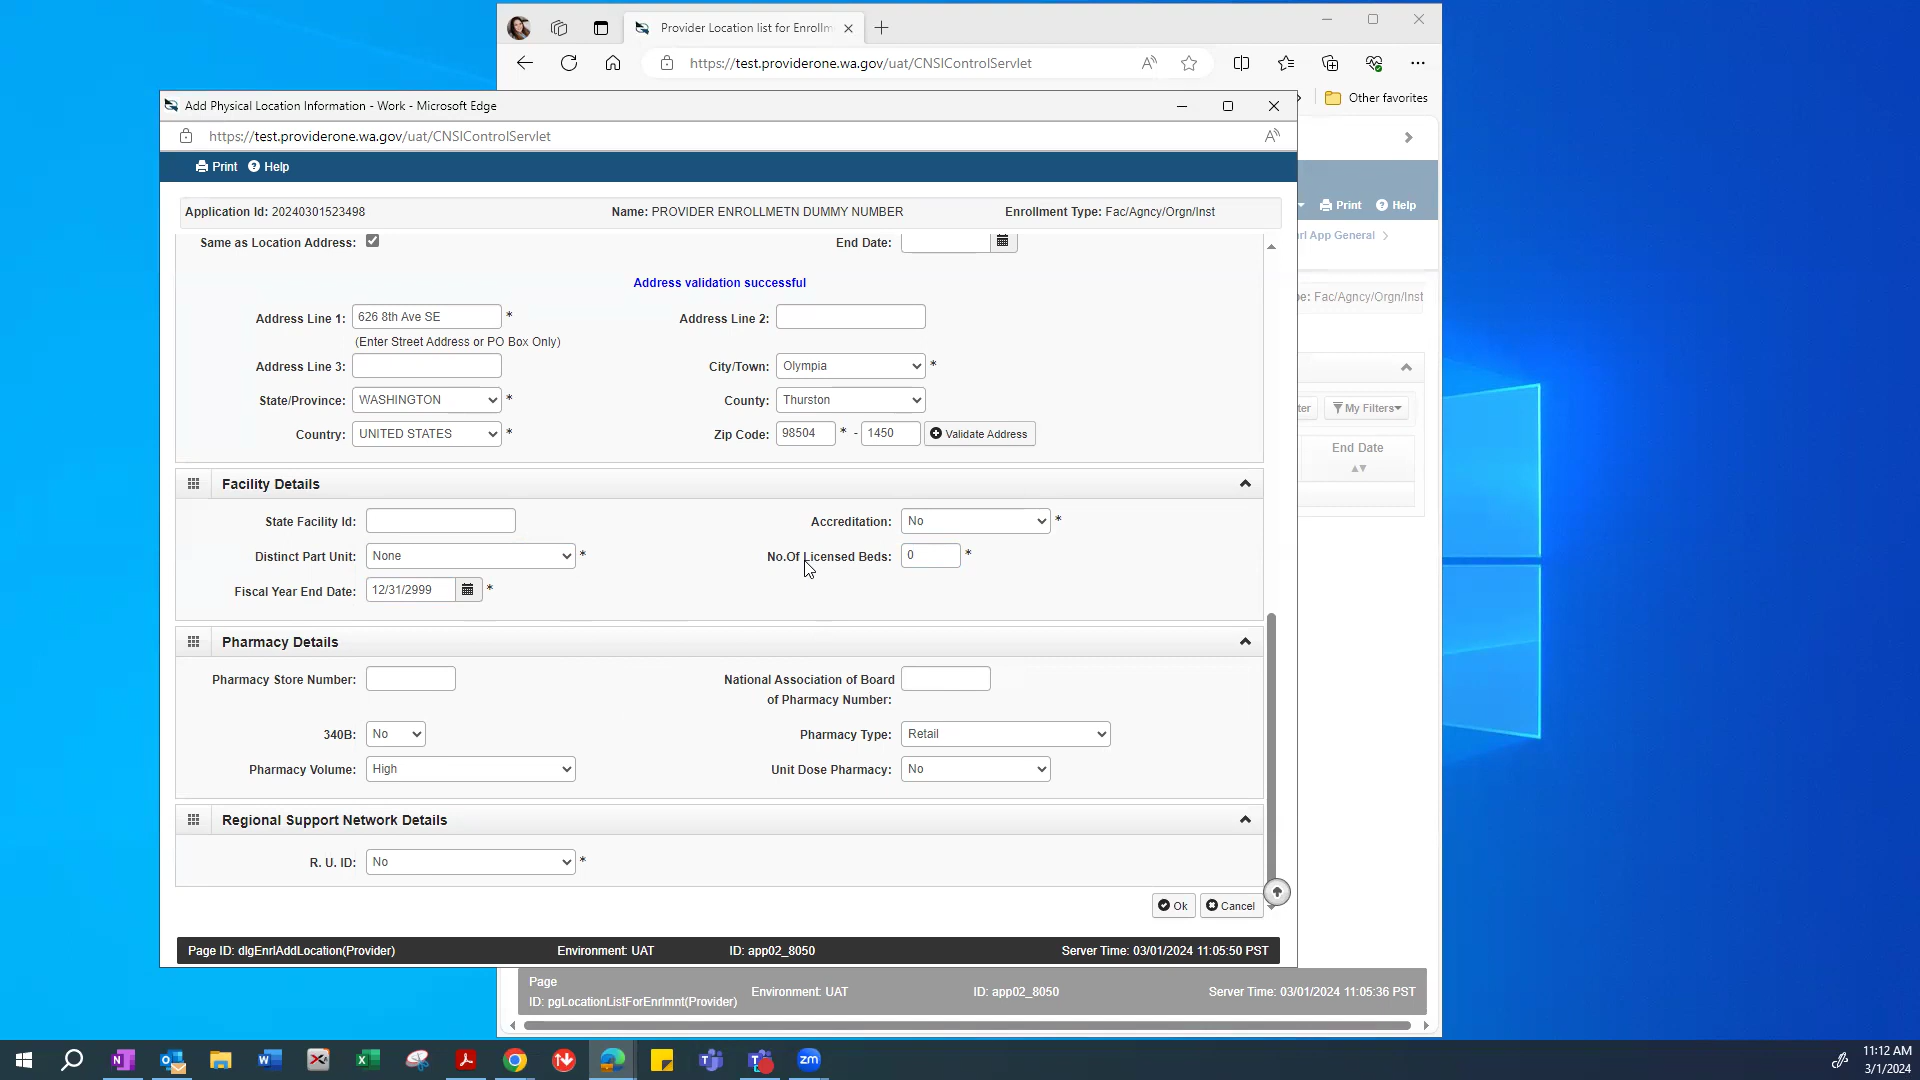 Provider Location list for Enrollm
https://test.providerone.wa.gov/uat/CNSIControlServlet
Other favorites
Add Physical Location Information - Work - Microsoft Edge
https://test.providerone.wa.gov/uat/CNSIControlServlet
Print Help
Print Help
Application Id: 20240301523498 Name: PROVIDER ENROLLMETN DUMMY NUMBER Enrollment Type: Fac/Agncy/Orgn/Inst
rl App General >
Same as Location Address: End Date:
Address validation successful
pe: Fac/Agncy/Orgn/Inst
Address Line 1: 626 8th Ave SE * Address Line 2:
(Enter Street Address or PO Box Only)
Address Line 3: City/Town: Olympia *
State/Province: WASHINGTON * County: Thurston
ter My Filters
Country: UNITED STATES * Zip Code: 98504 * - 1450 Validate Address
End Date
Facility Details
State Facility Id: Accreditation: No *
Distinct Part Unit: None * No.Of Licensed Beds: 0 *
Fiscal Year End Date: 12/31/2999 *
Pharmacy Details
Pharmacy Store Number: National Association of Board
of Pharmacy Number:
340B: No Pharmacy Type: Retail
Pharmacy Volume: High Unit Dose Pharmacy: No
Regional Support Network Details
R. U. ID: No *
Ok Cancel
Page ID: dlgEnrlAddLocation(Provider) Environment: UAT ID: app02_8050 Server Time: 03/01/2024 11:05:50 PST
Page
ID: pgLocationListForEnrlmnt(Provider) Environment: UAT ID: app02_8050 Server Time: 03/01/2024 11:05:36 PST
11:12 AM
3/1/2024